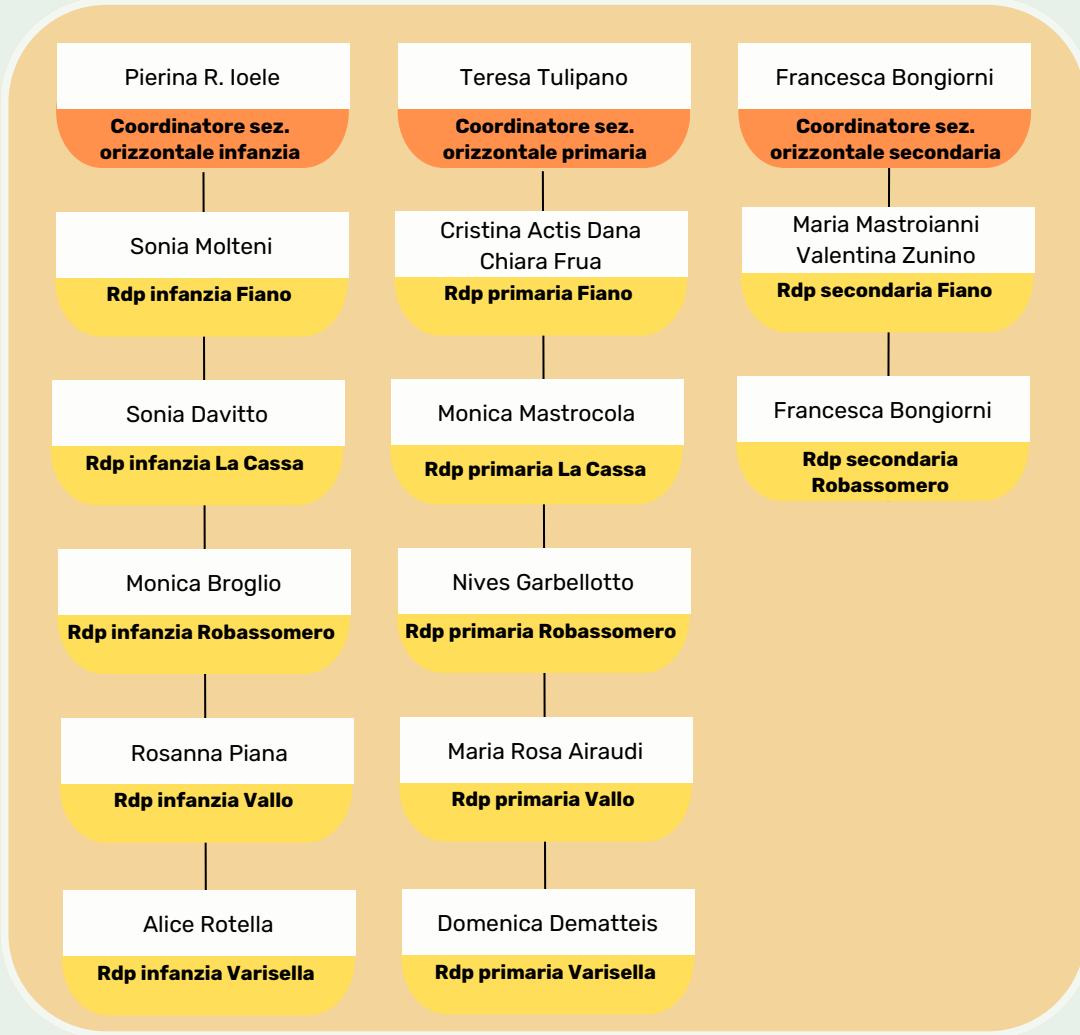 Pierina R. Ioele
Coordinatore sez.
orizzontale infanzia
Sonia Molteni
Rdp infanzia Fiano
Sonia Davitto
Rdp infanzia La Cassa
Monica Broglio
Rdp infanzia Robassomero
Rosanna Piana
Rdp infanzia Vallo
Alice Rotella
Rdp infanzia Varisella
Teresa Tulipano
Coordinatore sez.
orizzontale primaria
Cristina Actis Dana
Chiara Frua
Rdp primaria Fiano
Monica Mastrocola
Rdp primaria La Cassa
Nives Garbellotto
Rdp primaria Robassomero
Maria Rosa Airaudi
Rdp primaria Vallo
Domenica Dematteis
Rdp primaria Varisella
Francesca Bongiorni
Coordinatore sez.
orizzontale secondaria
Maria Mastroianni
Valentina Zunino
Rdp secondaria Fiano
Francesca Bongiorni
Rdp secondaria
Robassomero